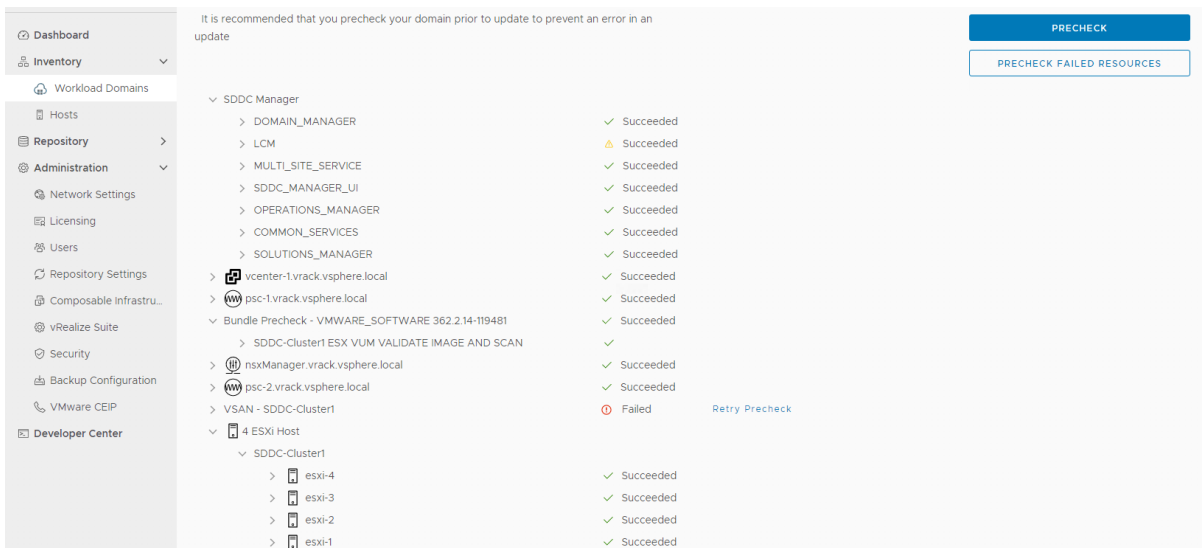 It is recommended that you precheck your domain prior to update to prevent an error in an
update
PRECHECK
PRECHECK FAILED RESOURCES
Dashboard
Inventory
Workload Domains
Hosts
Repository
Administration
Network Settings
Licensing
Users
Repository Settings
Composable Infrastru...
vRealize Suite
Security
Backup Configuration
VMware CEIP
Developer Center
SDDC Manager
DOMAIN_MANAGER Succeeded
LCM Succeeded
MULTI_SITE_SERVICE Succeeded
SDDC_MANAGER_UI Succeeded
OPERATIONS_MANAGER Succeeded
COMMON_SERVICES Succeeded
SOLUTIONS_MANAGER Succeeded
vcenter-1.vrack.vsphere.local Succeeded
psc-1.vrack.vsphere.local Succeeded
Bundle Precheck - VMWARE_SOFTWARE 362.2.14-119481 Succeeded
SDDC-Cluster1 ESX VUM VALIDATE IMAGE AND SCAN
nsxManager.vrack.vsphere.local Succeeded
psc-2.vrack.vsphere.local Succeeded
VSAN - SDDC-Cluster1 Failed Retry Precheck
4 ESXi Host
SDDC-Cluster1
esxi-4 Succeeded
esxi-3 Succeeded
esxi-2 Succeeded
esxi-1 Succeeded